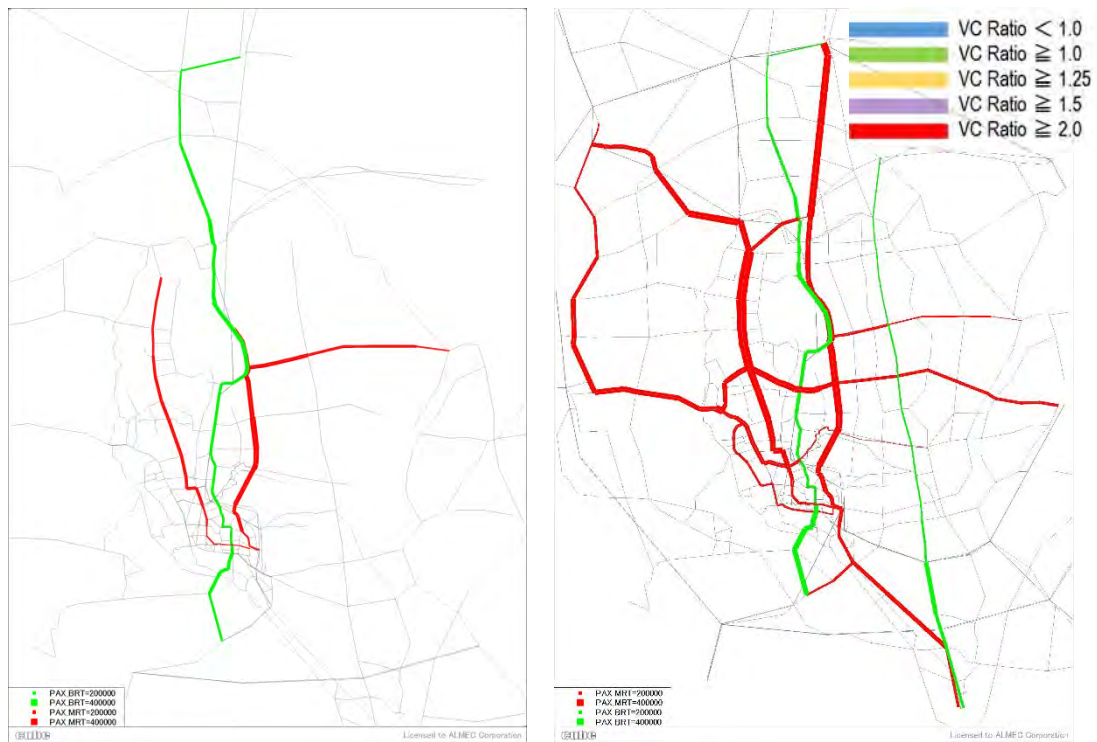 VC Ratio < 1.0
VC Ratio ≧ 1.0
VC Ratio ≧ 1.25
VC Ratio ≧ 1.5
VC Ratio ≧ 2.0
PAX.BRT=200000
PAX.BRT=400000
PAX.MRT=200000
PAX.MRT=400000
Licensed to ALMEC Corporation
PAX.MRT=200000
PAX.MRT=400000
PAX.BRT=200000
PAX.BRT=400000
Licensed to ALMEC Corporation